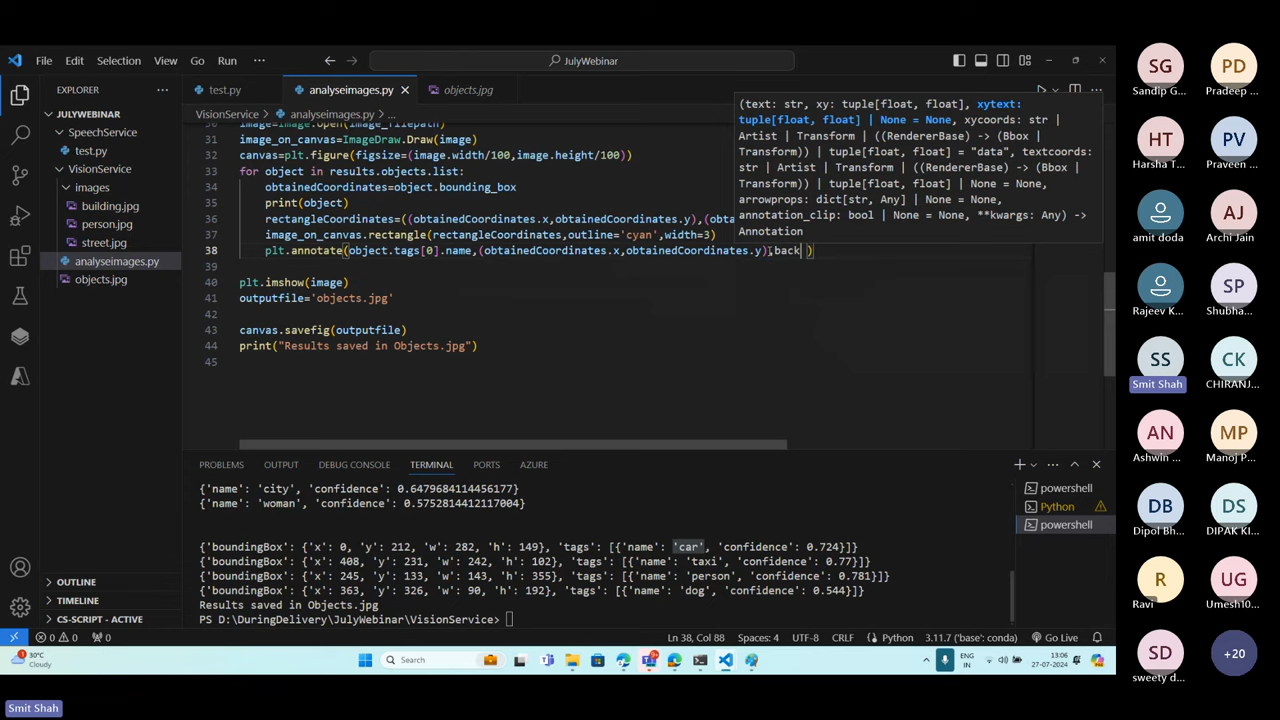 File Edit Selection View Go Run ···
JulyWebinar
EXPLORER
JULYWEBINAR
SpeechService
test.py
VisionService
images
building.jpg
person.jpg
street.jpg
analyseimages.py
objects.jpg
OUTLINE
TIMELINE
CS-SCRIPT - ACTIVE
test.py analyseimages.py objects.jpg
VisionService > analyseimages.py > ...
30 image=Image.open(image_filepath)
31 image_on_canvas=ImageDraw.Draw(image)
32 canvas=plt.figure(figsize=(image.width/100,image.height/100))
33 for object in results.objects.list:
34 obtainedCoordinates=object.bounding_box
35 print(object)
36 rectangleCoordinates=((obtainedCoordinates.x,obtainedCoordinates.y),(ob
37 image_on_canvas.rectangle(rectangleCoordinates,outline='cyan',width=3)
38 plt.annotate(object.tags[0].name,(obtainedCoordinates.x,obtainedCoordinates.y),back )
39
40 plt.imshow(image)
41 outputfile='objects.jpg'
42
43 canvas.savefig(outputfile)
44 print("Results saved in Objects.jpg")
45
(text: str, xy: tuple[float, float], xytext:
tuple[float, float] | None = None, xycoords: str |
Artist | Transform | ((RendererBase) -> (Bbox |
Transform)) | tuple[float, float] = "data", textcoords:
str | Artist | Transform | ((RendererBase) -> (Bbox |
Transform)) | tuple[float, float] | None = None,
arrowprops: dict[str, Any] | None = None,
annotation_clip: bool | None = None, **kwargs: Any) ->
Annotation
PROBLEMS OUTPUT DEBUG CONSOLE TERMINAL PORTS AZURE
{'name': 'city', 'confidence': 0.6479684114456177}
{'name': 'woman', 'confidence': 0.5752814412117004}
{'boundingBox': {'x': 0, 'y': 212, 'w': 282, 'h': 149}, 'tags': [{'name': 'car', 'confidence': 0.724}]}
{'boundingBox': {'x': 408, 'y': 231, 'w': 242, 'h': 102}, 'tags': [{'name': 'taxi', 'confidence': 0.77}]}
{'boundingBox': {'x': 245, 'y': 133, 'w': 143, 'h': 355}, 'tags': [{'name': 'person', 'confidence': 0.781}]}
{'boundingBox': {'x': 363, 'y': 326, 'w': 90, 'h': 192}, 'tags': [{'name': 'dog', 'confidence': 0.544}]}
Results saved in Objects.jpg
PS D:\DuringDelivery\JulyWebinar\VisionService>
powershell
Python
powershell
0 0 0 Ln 38, Col 88 Spaces: 4 UTF-8 CRLF Python 3.11.7 ('base': conda) Go Live
30°C
Cloudy
Search
ENG
IN
13:06
27-07-2024
SG PD
Sandip G... Pradeep ...
HT PV
Harsha T... Praveen ...
AJ
amit doda Archi Jain
SP
Rajeev K... Shubha...
SS CK
Smit Shah CHIRANJ...
AN MP
Ashwin ... Manoj P...
DB DS
Dipol Bh... DIPAK KI...
R UG
Ravi Umesh10...
SD +20
sweety d...
Smit Shah